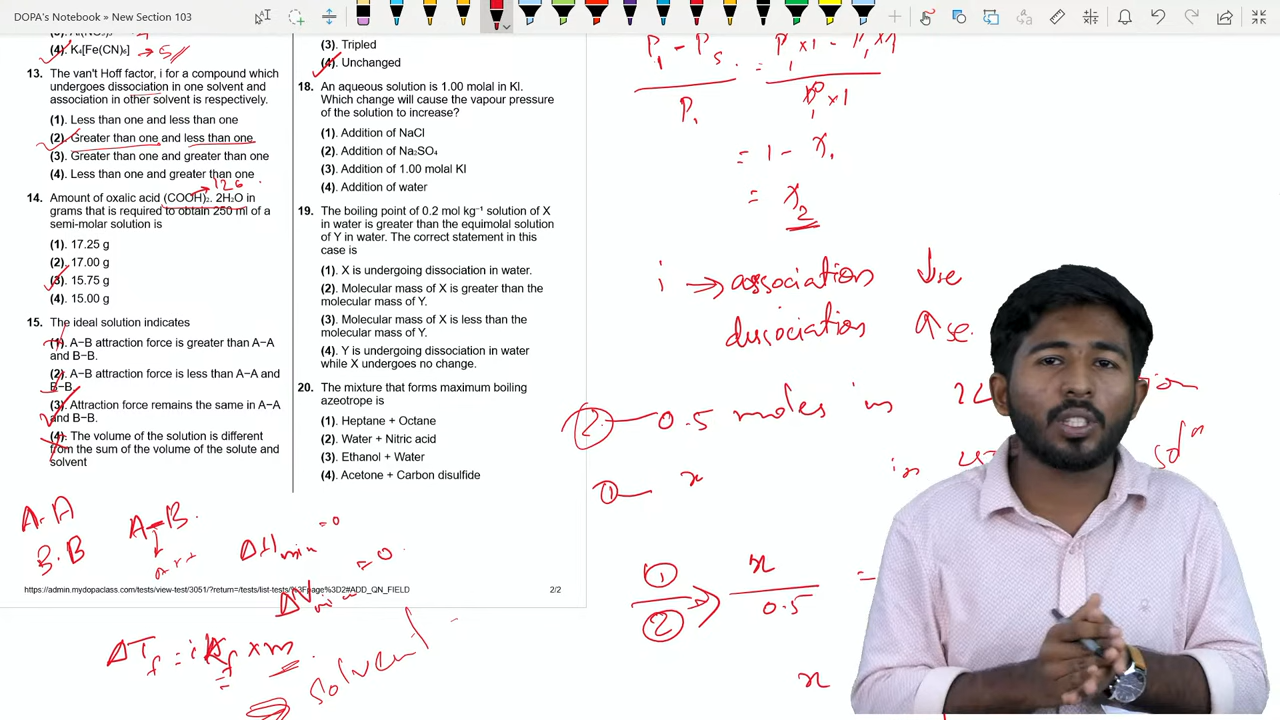 DOPA's Notebook » New Section 103
(4). K₄[Fe(CN)₆] → 5
13. The van't Hoff factor, i for a compound which
undergoes dissociation in one solvent and
association in other solvent is respectively.
(1). Less than one and less than one
(2). Greater than one and less than one
(3). Greater than one and greater than one
(4). Less than one and greater than one
→ 126
14. Amount of oxalic acid (COOH)₂. 2H₂O in
grams that is required to obtain 250 ml of a
semi-molar solution is
(1). 17.25 g
(2). 17.00 g
(3). 15.75 g
(4). 15.00 g
15. The ideal solution indicates
(1). A−B attraction force is greater than A−A
and B−B.
(2). A−B attraction force is less than A−A and
B−B.
(3). Attraction force remains the same in A−A
and B−B.
(4). The volume of the solution is different
from the sum of the volume of the solute and
solvent
A-A
B.B
A-B
ΔHmix =0
ΔVmix =0
https://admin.mydopaclass.com/tests/view-test/3051/?return=/tests/list-tests/%3Fpage%3D2#ADD_QN_FIELD
2/2
ΔTf = iKf × m
solvent
(3). Tripled
(4). Unchanged
18. An aqueous solution is 1.00 molal in KI.
Which change will cause the vapour pressure
of the solution to increase?
(1). Addition of NaCl
(2). Addition of Na₂SO₄
(3). Addition of 1.00 molal KI
(4). Addition of water
19. The boiling point of 0.2 mol kg⁻¹ solution of X
in water is greater than the equimolal solution
of Y in water. The correct statement in this
case is
(1). X is undergoing dissociation in water.
(2). Molecular mass of X is greater than the
molecular mass of Y.
(3). Molecular mass of X is less than the
molecular mass of Y.
(4). Y is undergoing dissociation in water
while X undergoes no change.
20. The mixture that forms maximum boiling
azeotrope is
(1). Heptane + Octane
(2). Water + Nitric acid
(3). Ethanol + Water
(4). Acetone + Carbon disulfide
= 1 - x₁
= x₂
i → association ↓se
dissociation ↑se
② — 0.5 moles in
① — x in
①/② → x/0.5 =
x